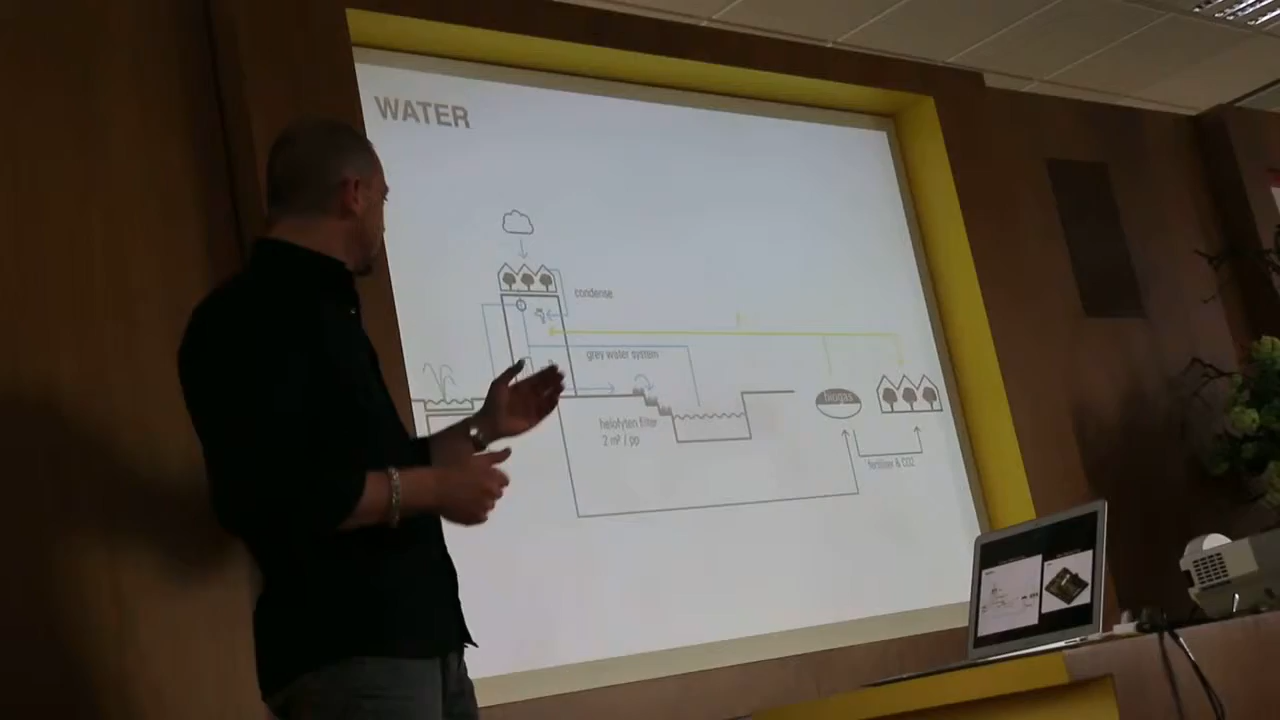 WATER
condense
grey water system
helofyten filter
2 m² / pp
biogas
fertiliser & CO2